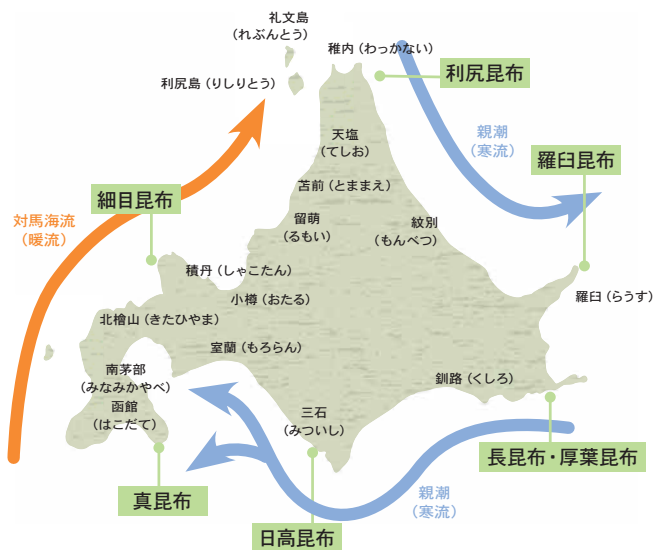 礼文島
（れぶんとう）
稚内（わっかない）
利尻昆布
利尻島（りしりとう）
天塩
（てしお）
親潮
（寒流）
羅臼昆布
苫前（とままえ）
細目昆布
留萌
（るもい）
紋別
（もんべつ）
対馬海流
（暖流）
積丹（しゃこたん）
小樽（おたる）
羅臼（らうす）
北檜山（きたひやま）
室蘭（もろらん）
南茅部
（みなみかやべ）
釧路（くしろ）
函館
（はこだて）
三石
（みついし）
長昆布・厚葉昆布
真昆布
親潮
（寒流）
日高昆布